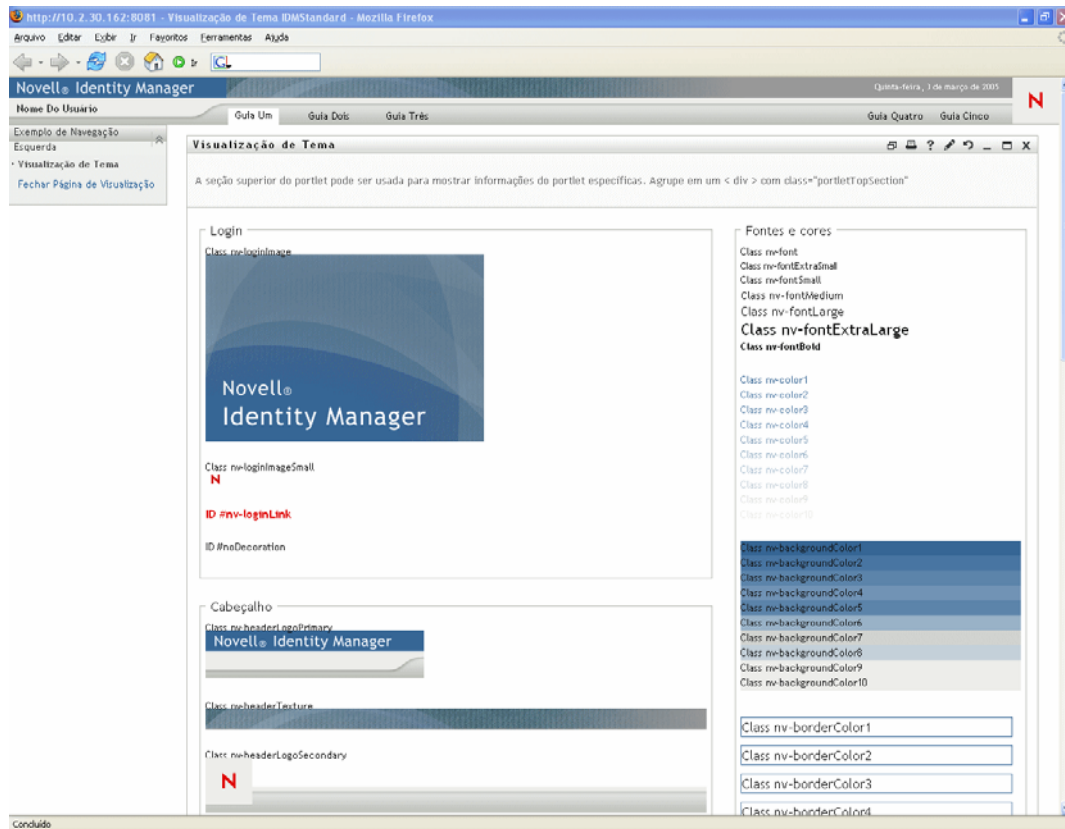 http://10.2.30.162:8081 - Visualização de Tema IDMStandard - Mozilla Firefox
Arquivo Editar Exibir Ir Favoritos Ferramentas Ajuda
Ir
Novell® Identity Manager
Quinta-feira, 3 de março de 2005
N
Nome Do Usuário
Guia Um Guia Dois Guia Três Guia Quatro Guia Cinco
Exemplo de Navegação
Esquerda
Visualização de Tema
Fechar Página de Visualização
Visualização de Tema
A seção superior do portlet pode ser usada para mostrar informações do portlet específicas. Agrupe em um < div > com class="portletTopSection"
Login
Class nv-loginImage
Novell®
Identity Manager
Class nv-loginImageSmall
N
ID #nv-loginLink
ID #noDecoration
Cabeçalho
Class nv-headerLogoPrimary
Novell® Identity Manager
Class nv-headerTexture
Class nv-headerLogoSecondary
N
Fontes e cores
Class nv-font
Class nv-fontExtraSmall
Class nv-fontSmall
Class nv-fontMedium
Class nv-fontLarge
Class nv-fontExtraLarge
Class nv-fontBold
Class nv-color1
Class nv-color2
Class nv-color3
Class nv-color4
Class nv-color5
Class nv-color6
Class nv-color7
Class nv-color8
Class nv-color9
Class nv-color10
Class nv-backgroundColor1
Class nv-backgroundColor2
Class nv-backgroundColor3
Class nv-backgroundColor4
Class nv-backgroundColor5
Class nv-backgroundColor6
Class nv-backgroundColor7
Class nv-backgroundColor8
Class nv-backgroundColor9
Class nv-backgroundColor10
Class nv-borderColor1
Class nv-borderColor2
Class nv-borderColor3
Class nv-borderColor4
Concluído